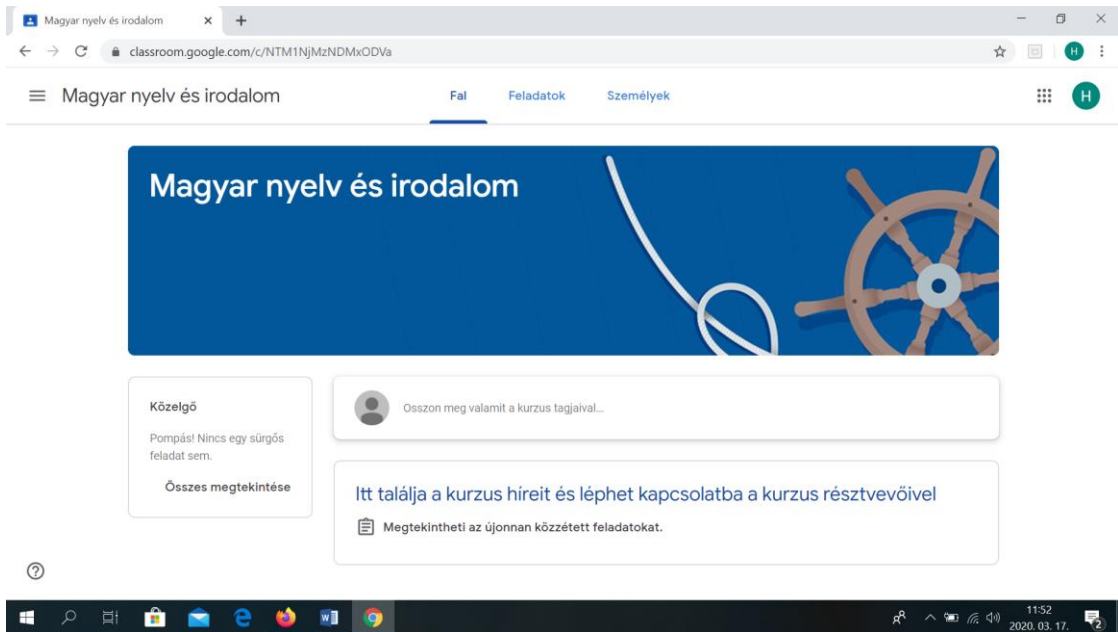 Magyar nyelv és irodalom
classroom.google.com/c/NTM1NjMzNDMxODVa
H
Magyar nyelv és irodalom
Fal Feladatok Személyek
H
Magyar nyelv és irodalom
Közelgő
Pompás! Nincs egy sürgős
feladat sem.
Összes megtekintése
Osszon meg valamit a kurzus tagjaival...
Itt találja a kurzus híreit és léphet kapcsolatba a kurzus résztvevőivel
Megtekintheti az újonnan közzétett feladatokat.
11:52
2020. 03. 17.
2